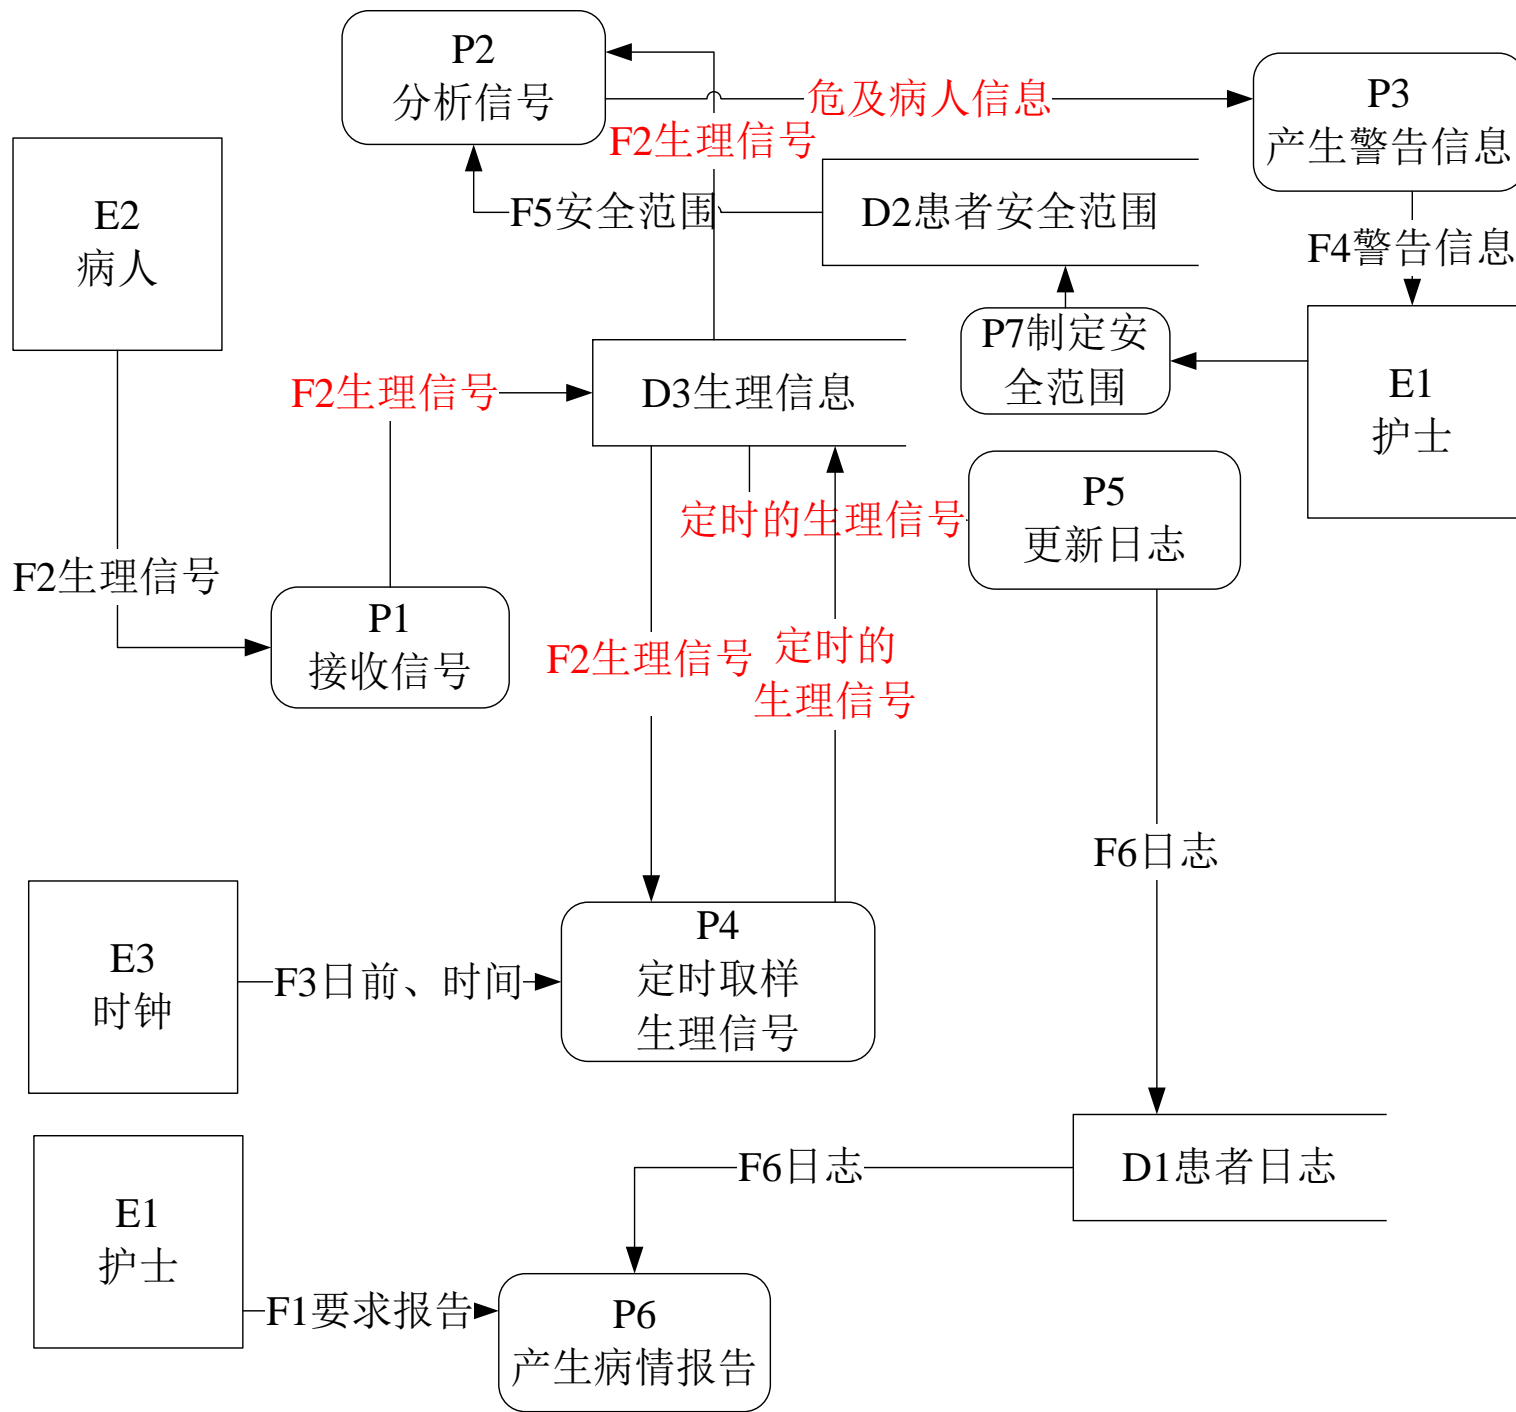 P2
分析信号
危及病人信息
P3
产生警告信息
F2生理信号
E2
病人
F5安全范围
D2患者安全范围
F4警告信息
P7制定安
全范围
F2生理信号
D3生理信息
E1
护士
P5
更新日志
定时的生理信号
F2生理信号
P1
接收信号
F2生理信号
定时的
生理信号
F6日志
E3
时钟
F3日前、时间
P4
定时取样
生理信号
E1
护士
F6日志
D1患者日志
F1要求报告
P6
产生病情报告